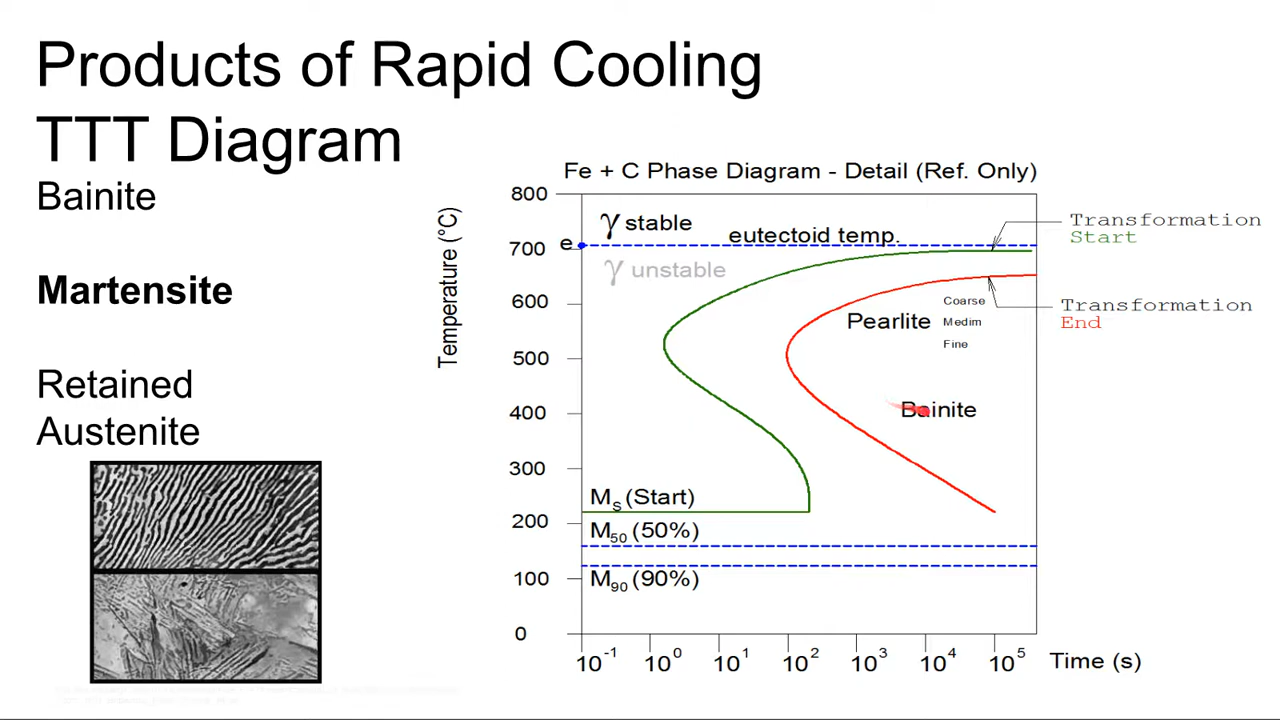 Products of Rapid Cooling
TTT Diagram
Bainite
Martensite
Retained
Austenite
Fe + C Phase Diagram - Detail (Ref. Only)
Temperature (°C)
800
700
600
500
400
300
200
100
0
e
γ stable
eutectoid temp.
γ unstable
Transformation
Start
Transformation
End
Pearlite
Coarse
Medim
Fine
Bainite
MS (Start)
M50 (50%)
M90 (90%)
10-1
100
101
102
103
104
105
Time (s)